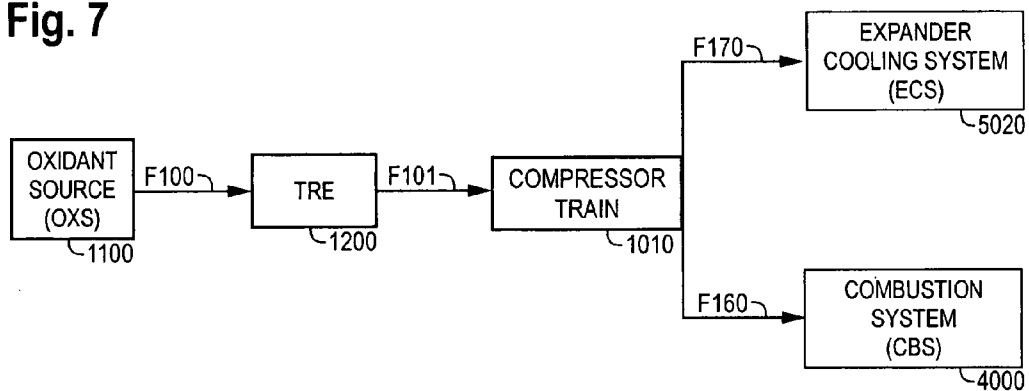 Fig. 7
OXIDANT
SOURCE
(OXS)
1100
F100
TRE
1200
F101
COMPRESSOR
TRAIN
1010
F170
EXPANDER
COOLING SYSTEM
(ECS)
5020
F160
COMBUSTION
SYSTEM
(CBS)
4000